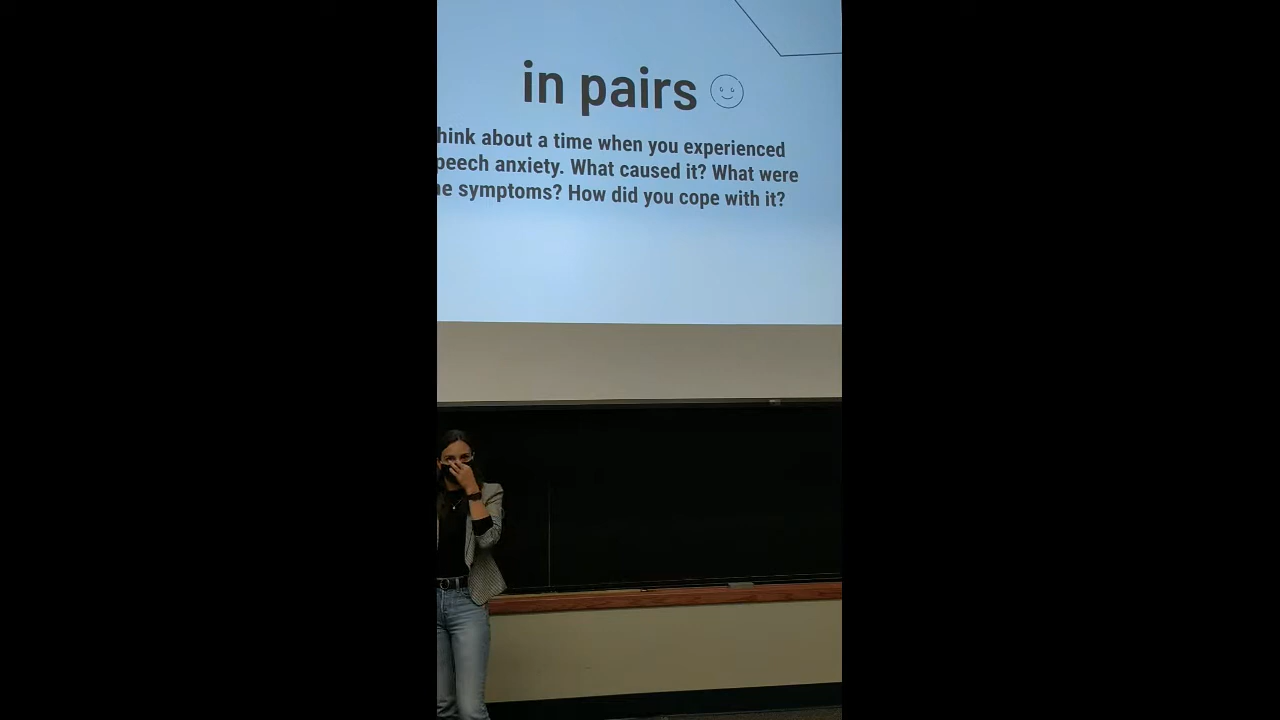 in pairs
hink about a time when you experienced
peech anxiety. What caused it? What were
e symptoms? How did you cope with it?